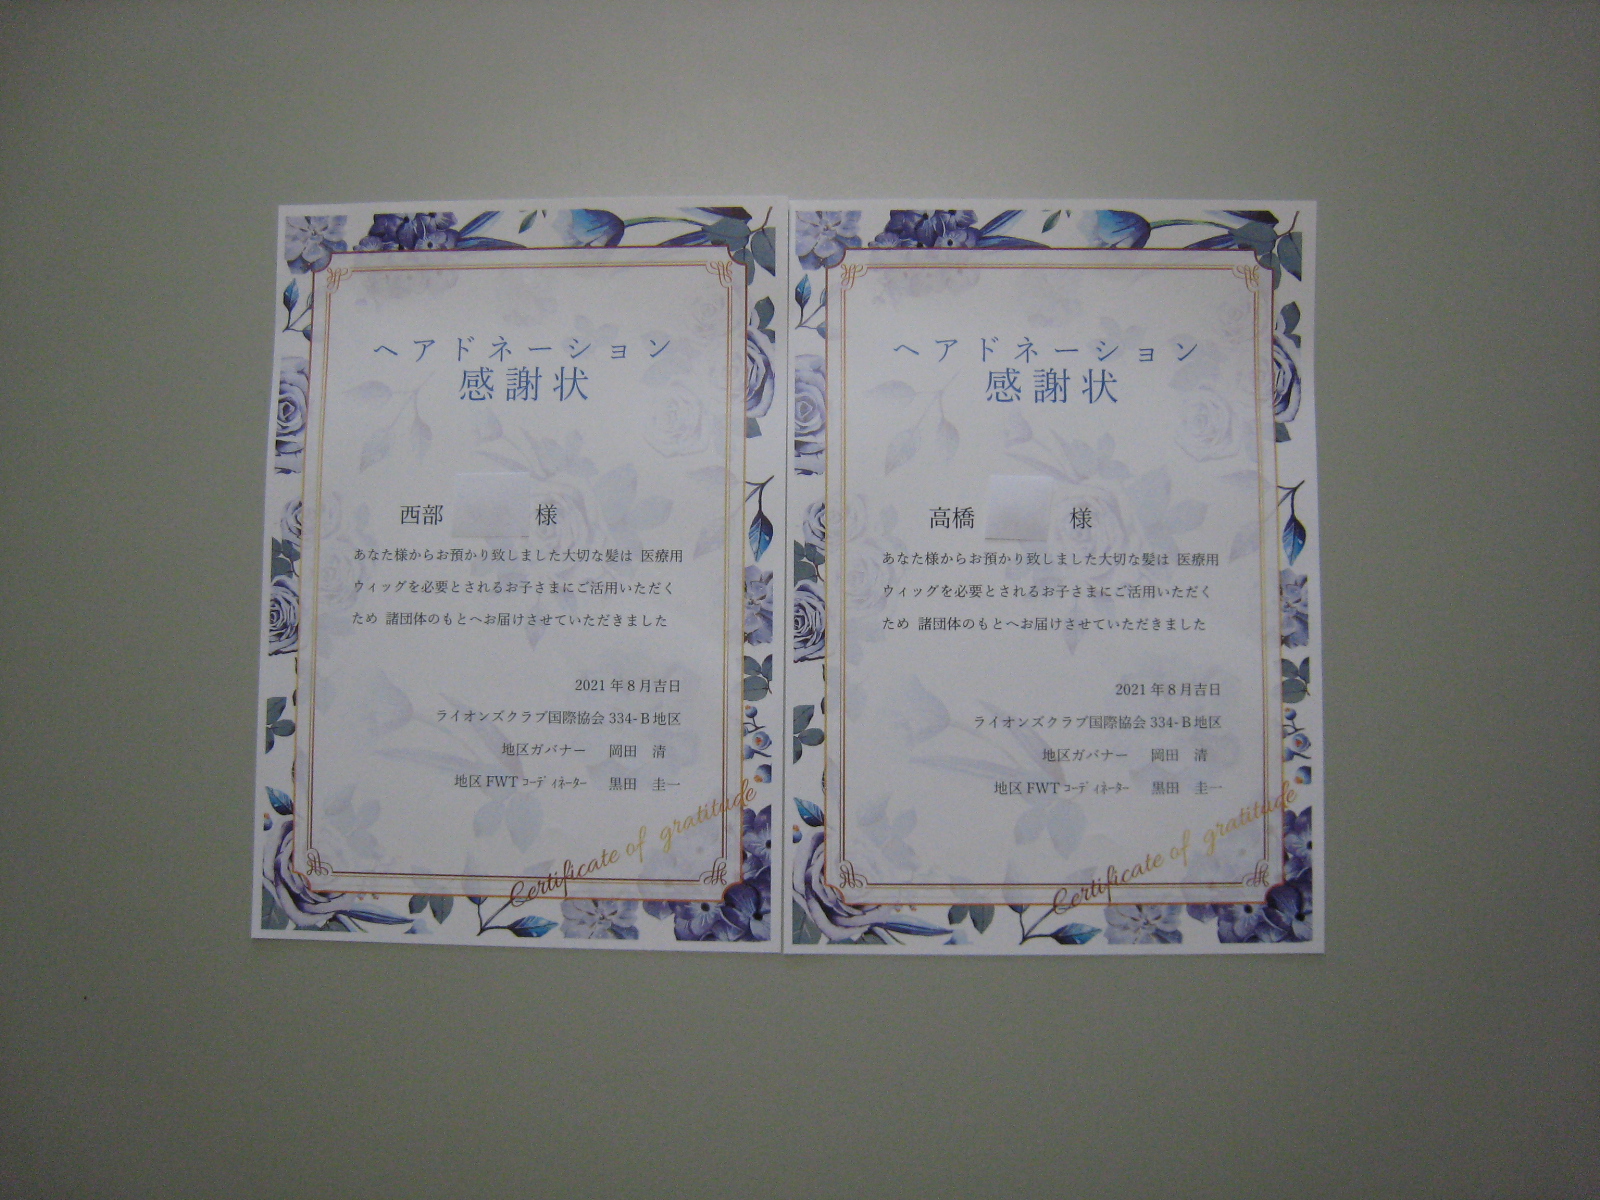 ヘアドネーション
感謝状
西部 様
あなた様からお預かり致しました大切な髪は 医療用
ウィッグを必要とされるお子さまにご活用いただく
ため 諸団体のもとへお届けさせていただきました
2021 年 8 月吉日
ライオンズクラブ国際協会 334- B 地区
地区ガバナー 岡田 清
地区 FWT ｺｰﾃﾞｨﾈｰﾀｰ 黒田 圭一
Certificate of gratitude
ヘアドネーション
感謝状
高橋 様
あなた様からお預かり致しました大切な髪は 医療用
ウィッグを必要とされるお子さまにご活用いただく
ため 諸団体のもとへお届けさせていただきました
2021 年 8 月吉日
ライオンズクラブ国際協会 334- B 地区
地区ガバナー 岡田 清
地区 FWT ｺｰﾃﾞｨﾈｰﾀｰ 黒田 圭一
Certificate of gratitude